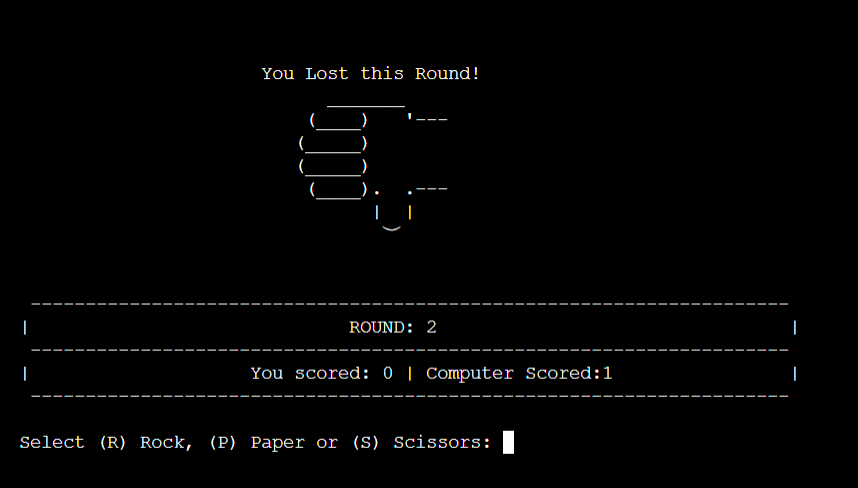 You Lost this Round!
ROUND: 2
You scored: 0 | Computer Scored:1
Select (R) Rock, (P) Paper or (S) Scissors: